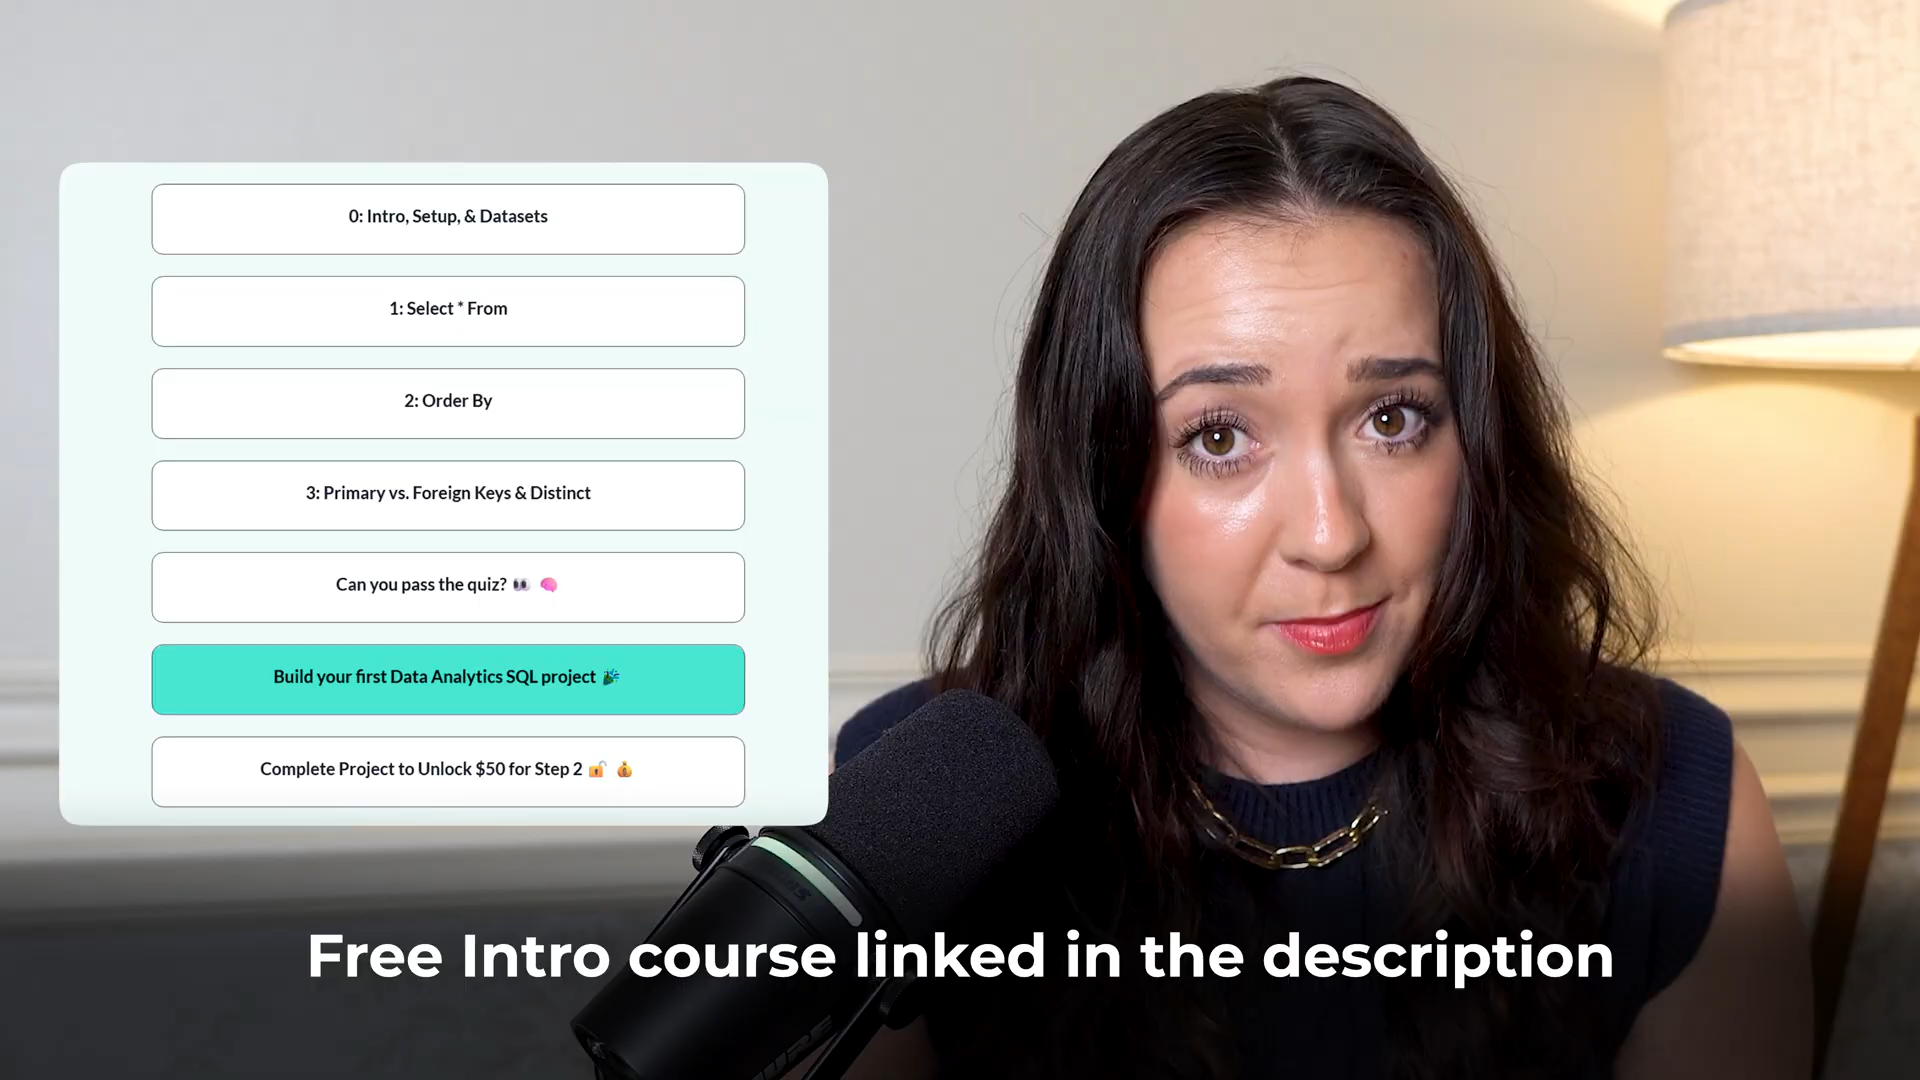 0: Intro, Setup, & Datasets
1: Select * From
2: Order By
3: Primary vs. Foreign Keys & Distinct
Can you pass the quiz? 👀 🧠
Build your first Data Analytics SQL project 🎉
Complete Project to Unlock $50 for Step 2 🔓 💰
Free Intro course linked in the description